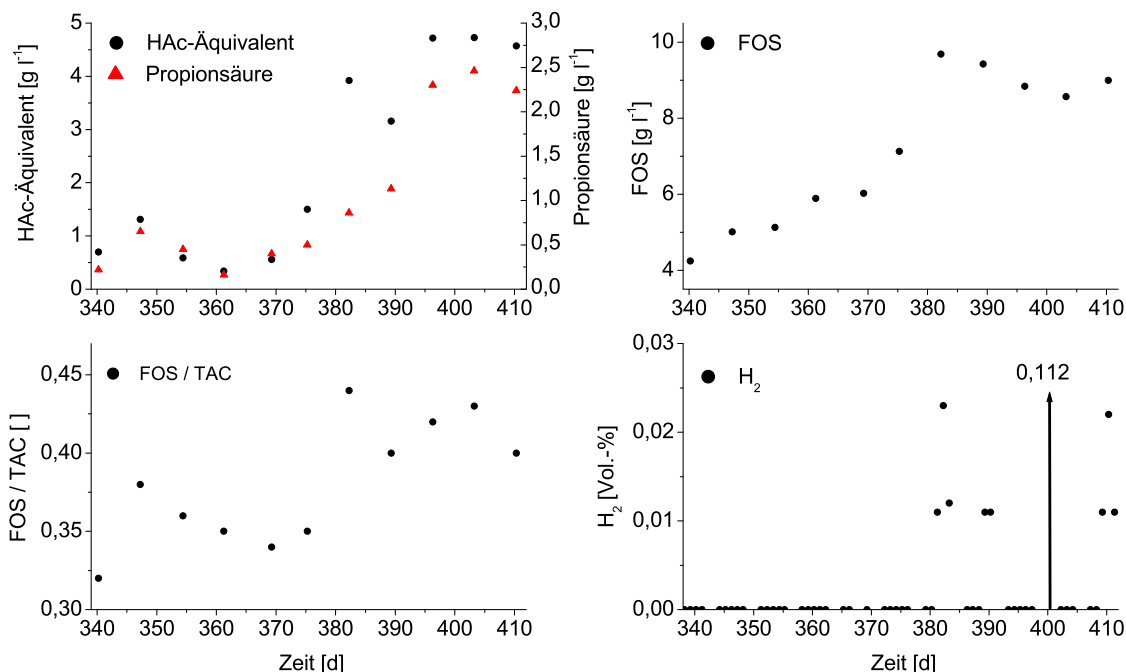 HAc-Äquivalent [g l⁻¹]
5
4
3
2
1
0
HAc-Äquivalent
Propionsäure
3,0
2,5
2,0
1,5
1,0
0,5
0,0
Propionsäure [g l⁻¹]
340 350 360 370 380 390 400 410
FOS [g l⁻¹]
10
8
6
4
FOS
340 350 360 370 380 390 400 410
FOS / TAC [ ]
0,45
0,40
0,35
0,30
FOS / TAC
340 350 360 370 380 390 400 410
Zeit [d]
H₂ [Vol.-%]
0,03
0,02
0,01
0,00
H₂
0,112
340 350 360 370 380 390 400 410
Zeit [d]